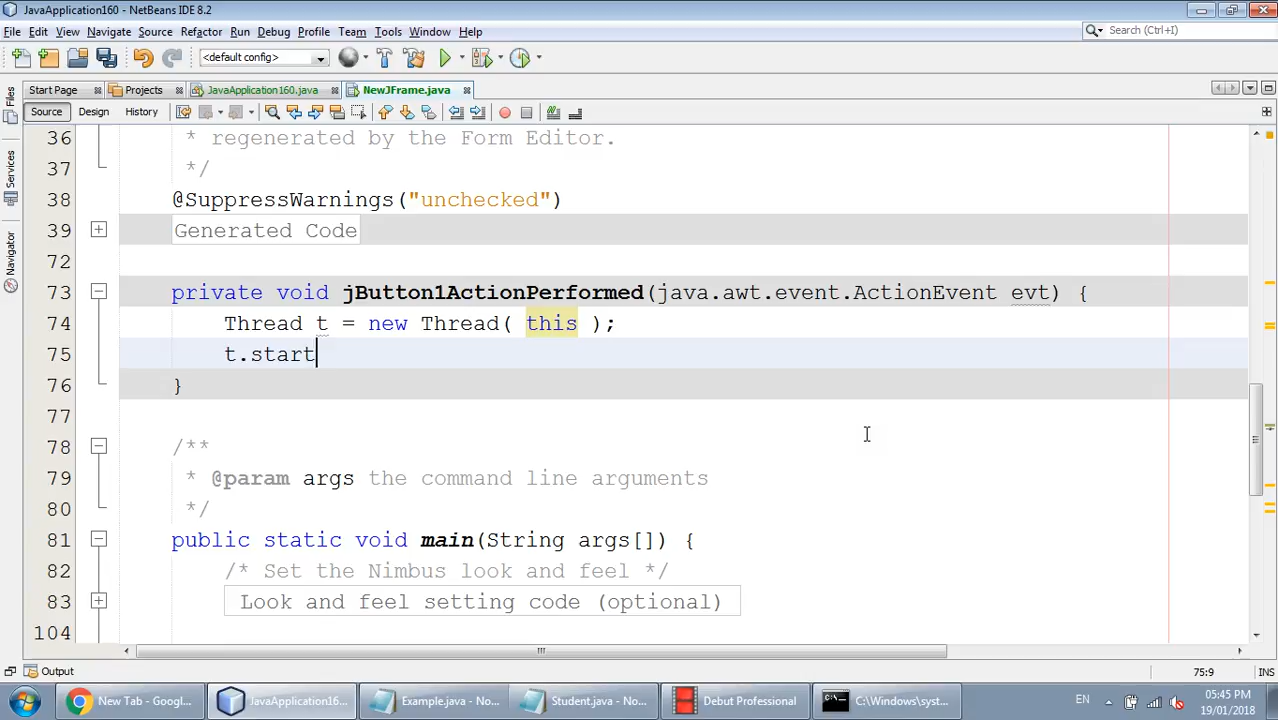 JavaApplication160 - NetBeans IDE 8.2
File Edit View Navigate Source Refactor Run Debug Profile Team Tools Window Help
Search (Ctrl+I)
<default config>
Start Page Projects JavaApplication160.java NewJFrame.java
Source Design History
Files
Services
Navigator
36 * regenerated by the Form Editor.
37 */
38 @SuppressWarnings("unchecked")
39 Generated Code
72
73 private void jButton1ActionPerformed(java.awt.event.ActionEvent evt) {
74 Thread t = new Thread( this );
75 t.start
76 }
77
78 /**
79 * @param args the command line arguments
80 */
81 public static void main(String args[]) {
82 /* Set the Nimbus look and feel */
83 Look and feel setting code (optional)
104
Output
75:9 INS
New Tab - Googl... JavaApplication16... Example.java - No... Student.java - No... Debut Professional C:\Windows\syst...
EN
05:45 PM
19/01/2018